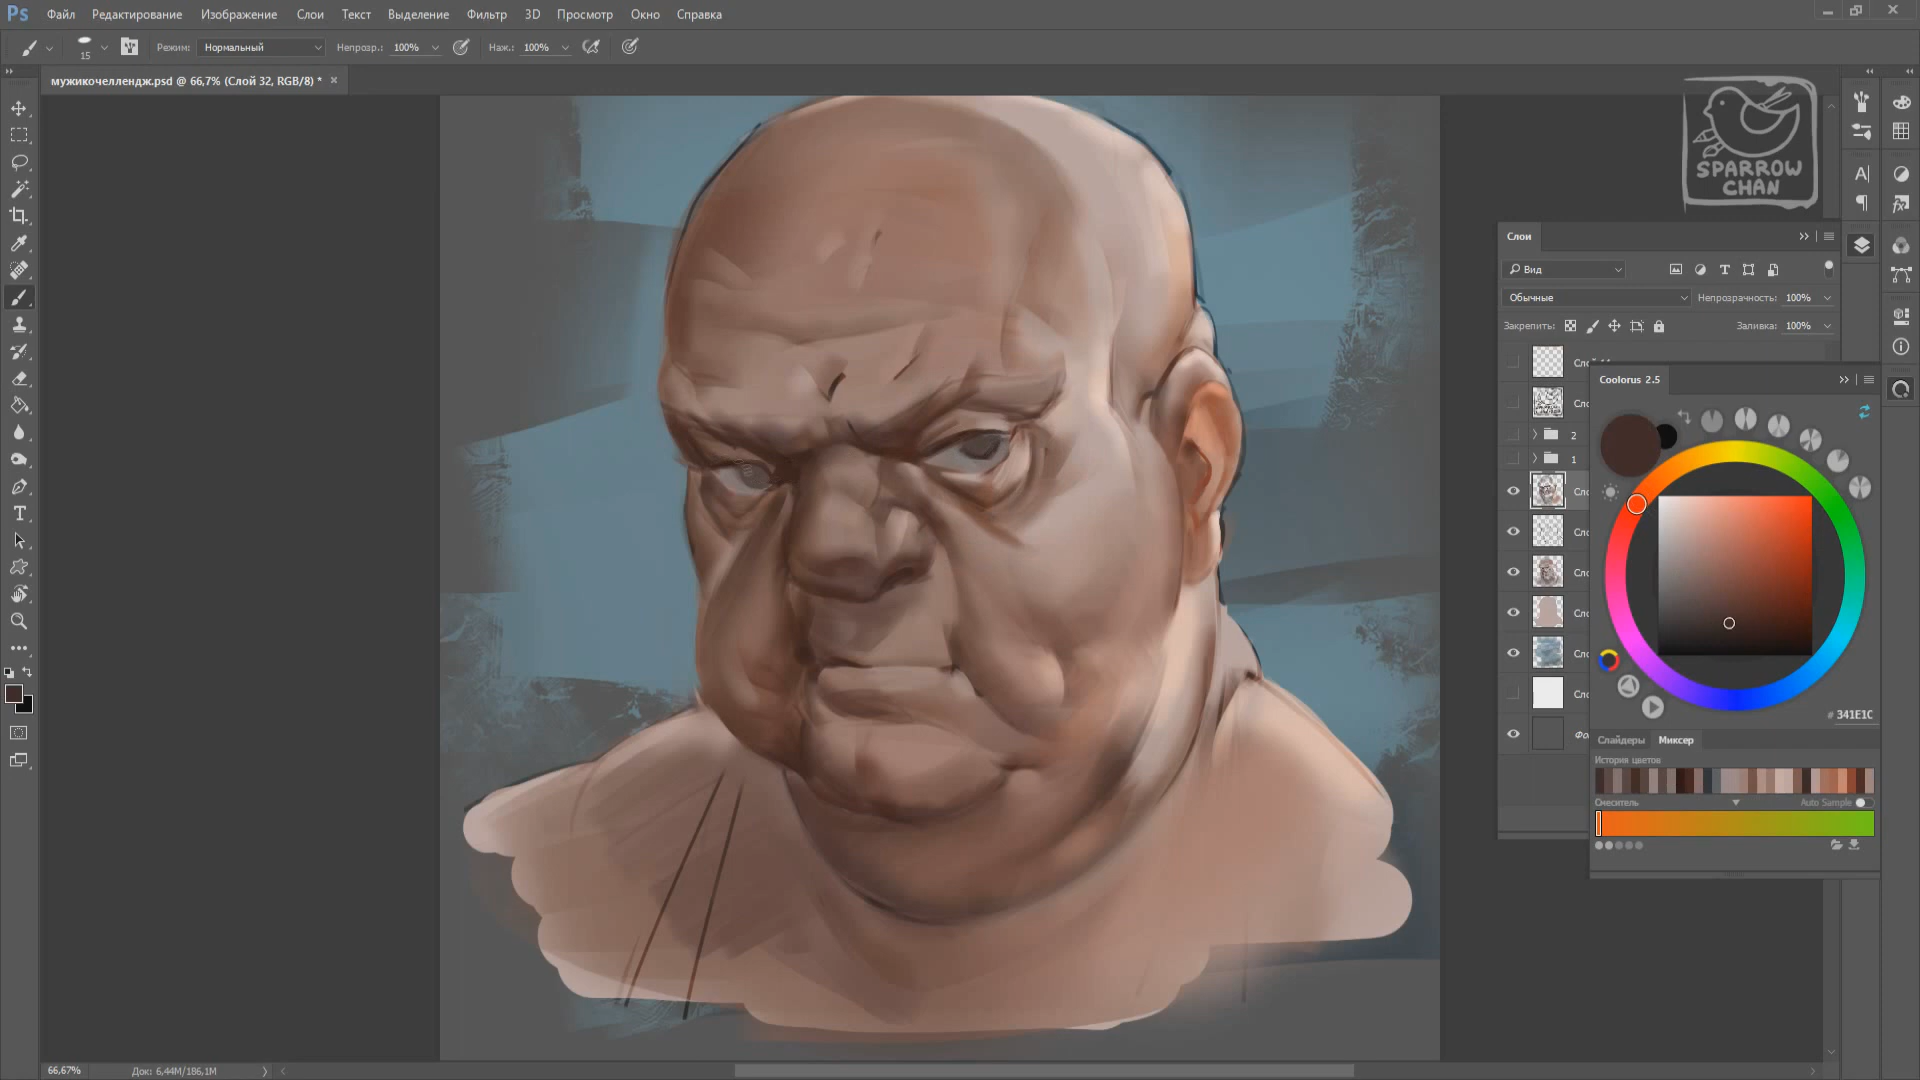 Ps Файл Редактирование Изображение Слои Текст Выделение Фильтр 3D Просмотр Окно Справка
15 Режим: Нормальный Непрозр.: 100% Наж.: 100%
мужикочеллендж.psd @ 66,7% (Слой 32, RGB/8) * ×
SPARROW
CHAN
Слои
Вид
Обычные Непрозрачность: 100%
Закрепить: Заливка: 100%
Coolorus 2.5
2
1
# 341E1C
Слайдеры Миксер
История цветов
Смеситель Auto Sample
66,67% Док: 6,44M/186,1M